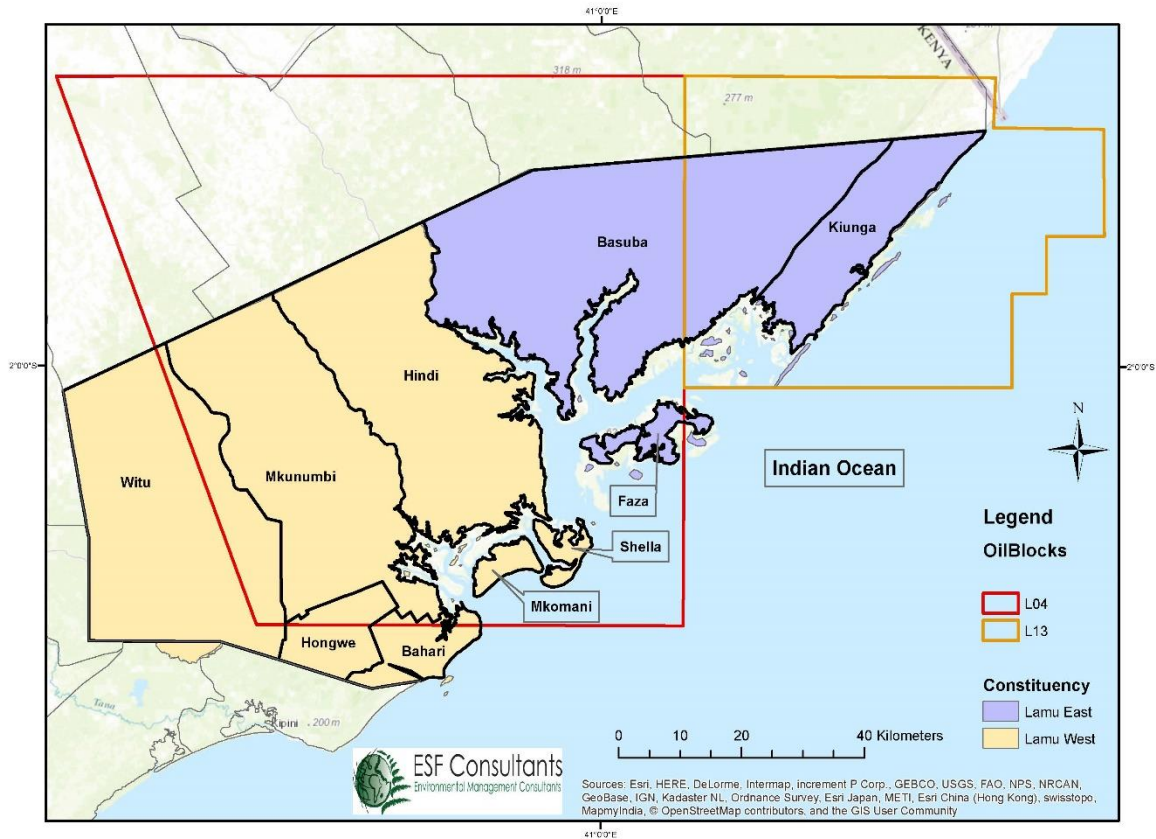 41°0'0"E
KENYA
318 m
277 m
Kiunga
Basuba
2°0'0"S
2°0'0"S
Hindi
N
Witu
Mkunumbi
Indian Ocean
Faza
Shella
Mkomani
Hongwe
Bahari
Tana
Kipini
200 m
Legend
OilBlocks
L04
L13
Constituency
Lamu East
Lamu West
0 10 20 40 Kilometers
ESF Consultants
Environmental Management Consultants
Sources: Esri, HERE, DeLorme, Intermap, increment P Corp., GEBCO, USGS, FAO, NPS, NRCAN,
GeoBase, IGN, Kadaster NL, Ordnance Survey, Esri Japan, METI, Esri China (Hong Kong), swisstopo,
MapmyIndia, © OpenStreetMap contributors, and the GIS User Community
41°0'0"E